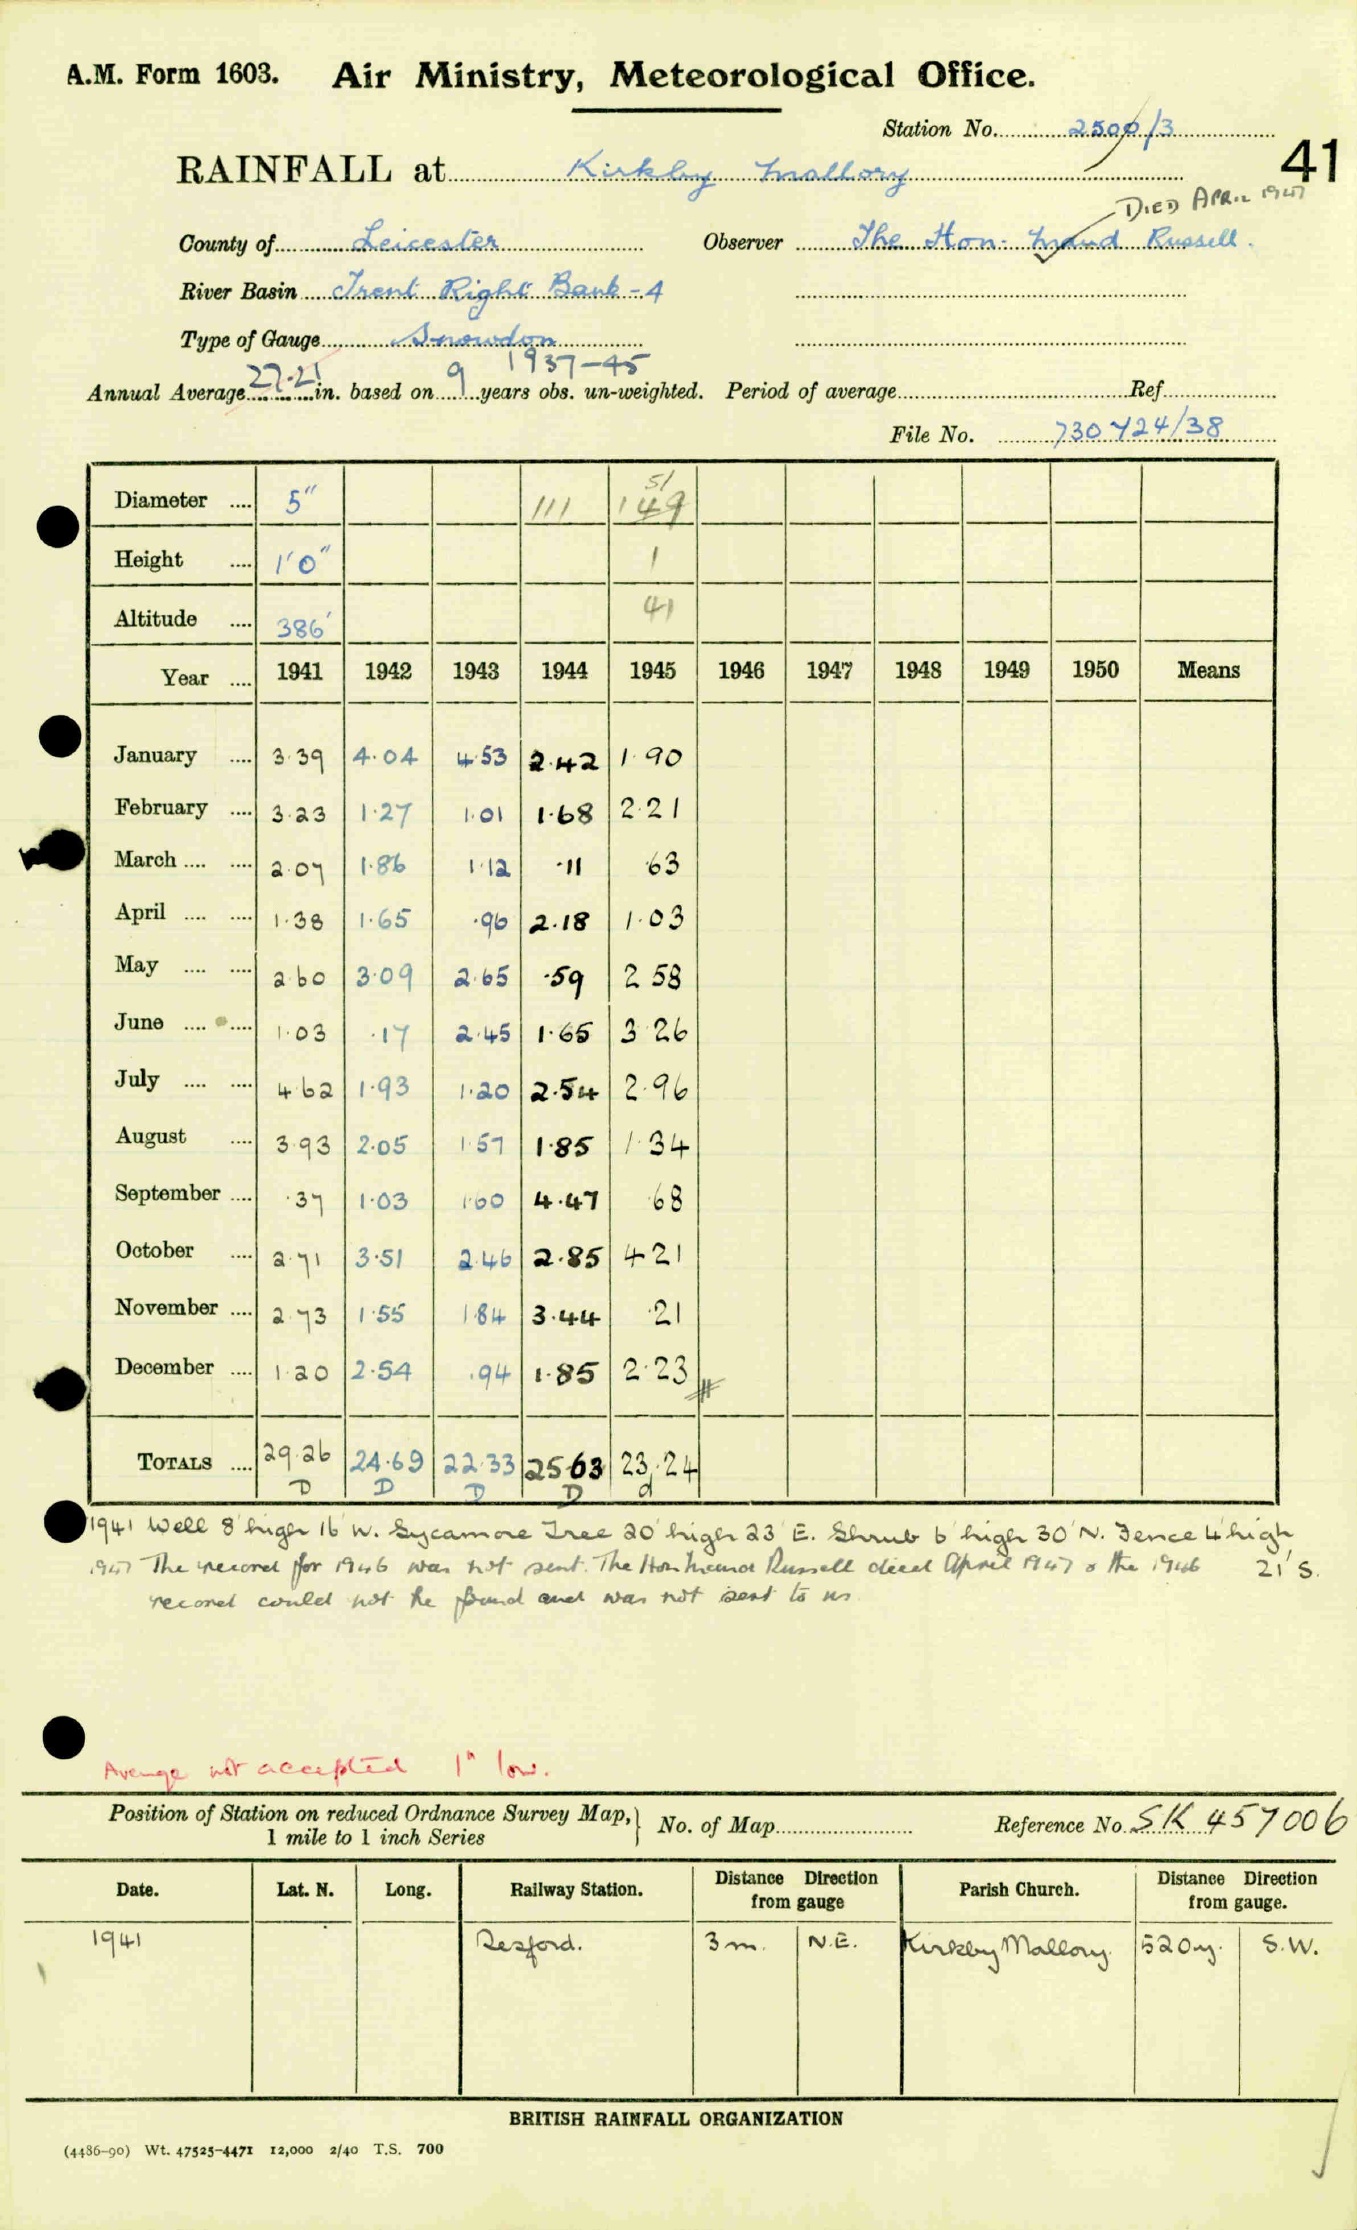 A.M. Form 1603. Air Ministry, Meteorological Office.
Station No. 2500/3
41
RAINFALL at Kirkby Mallory
DIED APRIL 1947
County of Leicester Observer The Hon. Maud Russell.
River Basin Trent Right Bank - 4
Type of Gauge Snowdon
1937-45
Annual Average 27.21 in. based on 9 years obs. un-weighted. Period of average Ref.
File No. 730424/38
51
Diameter .... 5" 111 149
Height .... 1'0" 1
Altitude .... 386' 41
Year .... 1941 1942 1943 1944 1945 1946 1947 1948 1949 1950 Means
January .... 3.39 4.04 4.53 2.42 1.90
February .... 3.23 1.27 1.01 1.68 2.21
March .... .... 2.07 1.86 1.12 .11 .63
April .... .... 1.38 1.65 .96 2.18 1.03
May .... .... 2.60 3.09 2.65 .59 2 58
June .... .... 1.03 .17 2.45 1.65 3 26
July .... .... 4.62 1.93 1.20 2.54 2.96
August .... 3.93 2.05 1.57 1.85 1.34
September .... .37 1.03 1.60 4.47 .68
October .... 2.71 3.51 2.46 2.85 4 21
November .... 2.73 1.55 1.84 3.44 .21
December .... 1.20 2.54 .94 1.85 2.23
TOTALS .... 29.26 24.69 22.33 25.63 23.24
D D D D d
1941 Well 8' high 16' W. Sycamore Tree 20' high 23' E. Shrub 6' high 30' N. Fence 4' high
21' S.
1947 The record for 1946 was not sent. The Hon Maud Russell died April 1947 & the 1946
record could not be found and was not sent to us.
Average not accepted 1" low.
Position of Station on reduced Ordnance Survey Map, 1 mile to 1 inch Series No. of Map Reference No. SK 457006
Date. Lat. N. Long. Railway Station. Distance Direction from gauge Parish Church. Distance Direction from gauge.
1941 Desford. 3 m. N.E. Kirkby Mallory. 520 y. S.W.
BRITISH RAINFALL ORGANIZATION
(4486-90) Wt. 47525-4471 12,000 2/40 T.S. 700